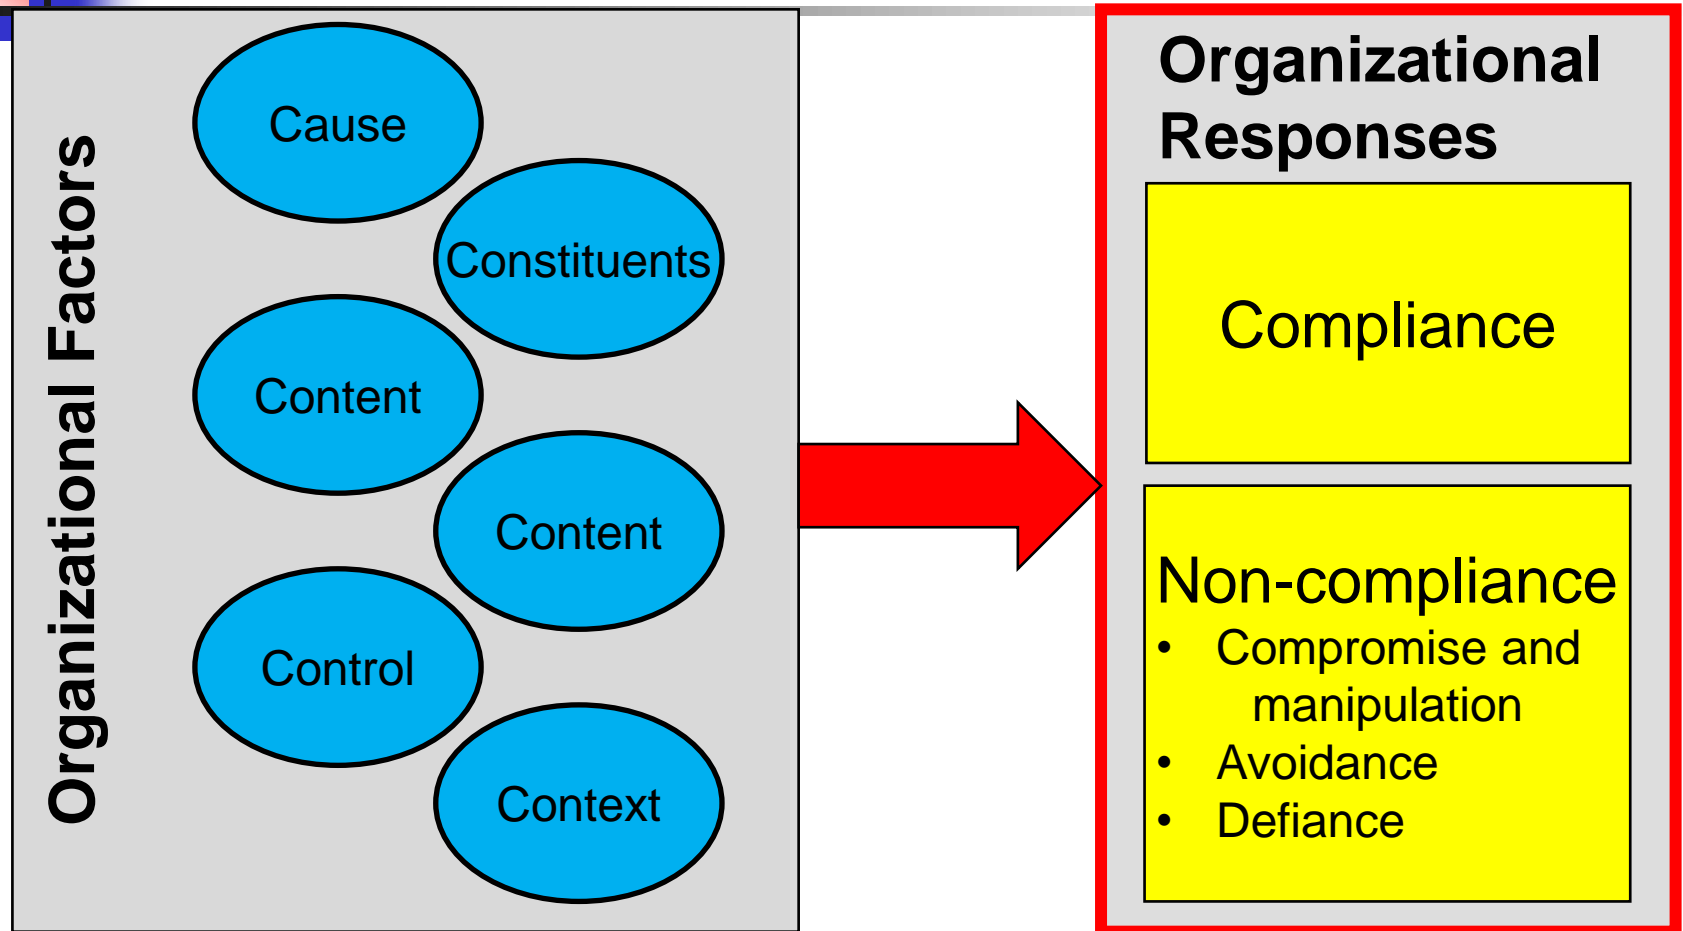 Organizational Factors
Cause
Constituents
Content
Content
Control
Context
Organizational
Responses
Compliance
Non-compliance
• Compromise and
manipulation
• Avoidance
• Defiance